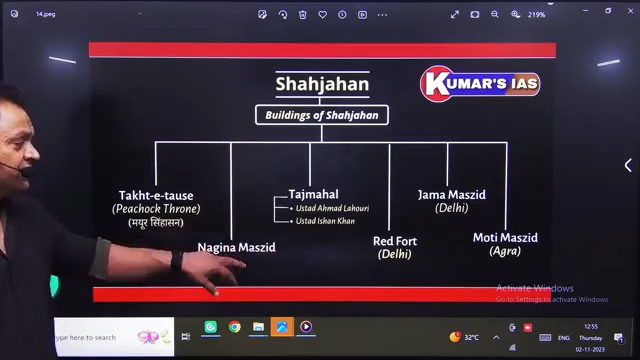 14.jpeg
219%
Shahjahan
KUMAR'S IAS
Buildings of Shahjahan
Takht-e-tause
(Peachock Throne)
(मयूर सिंहासन)
Nagina Maszid
Tajmahal
• Ustad Ahmad Lahouri
• Ustad Ishan Khan
Red Fort
(Delhi)
Jama Maszid
(Delhi)
Moti Maszid
(Agra)
Activate Windows
Go to Settings to activate Windows.
type here to search
32°C
12:55
Thursday
02-11-2023